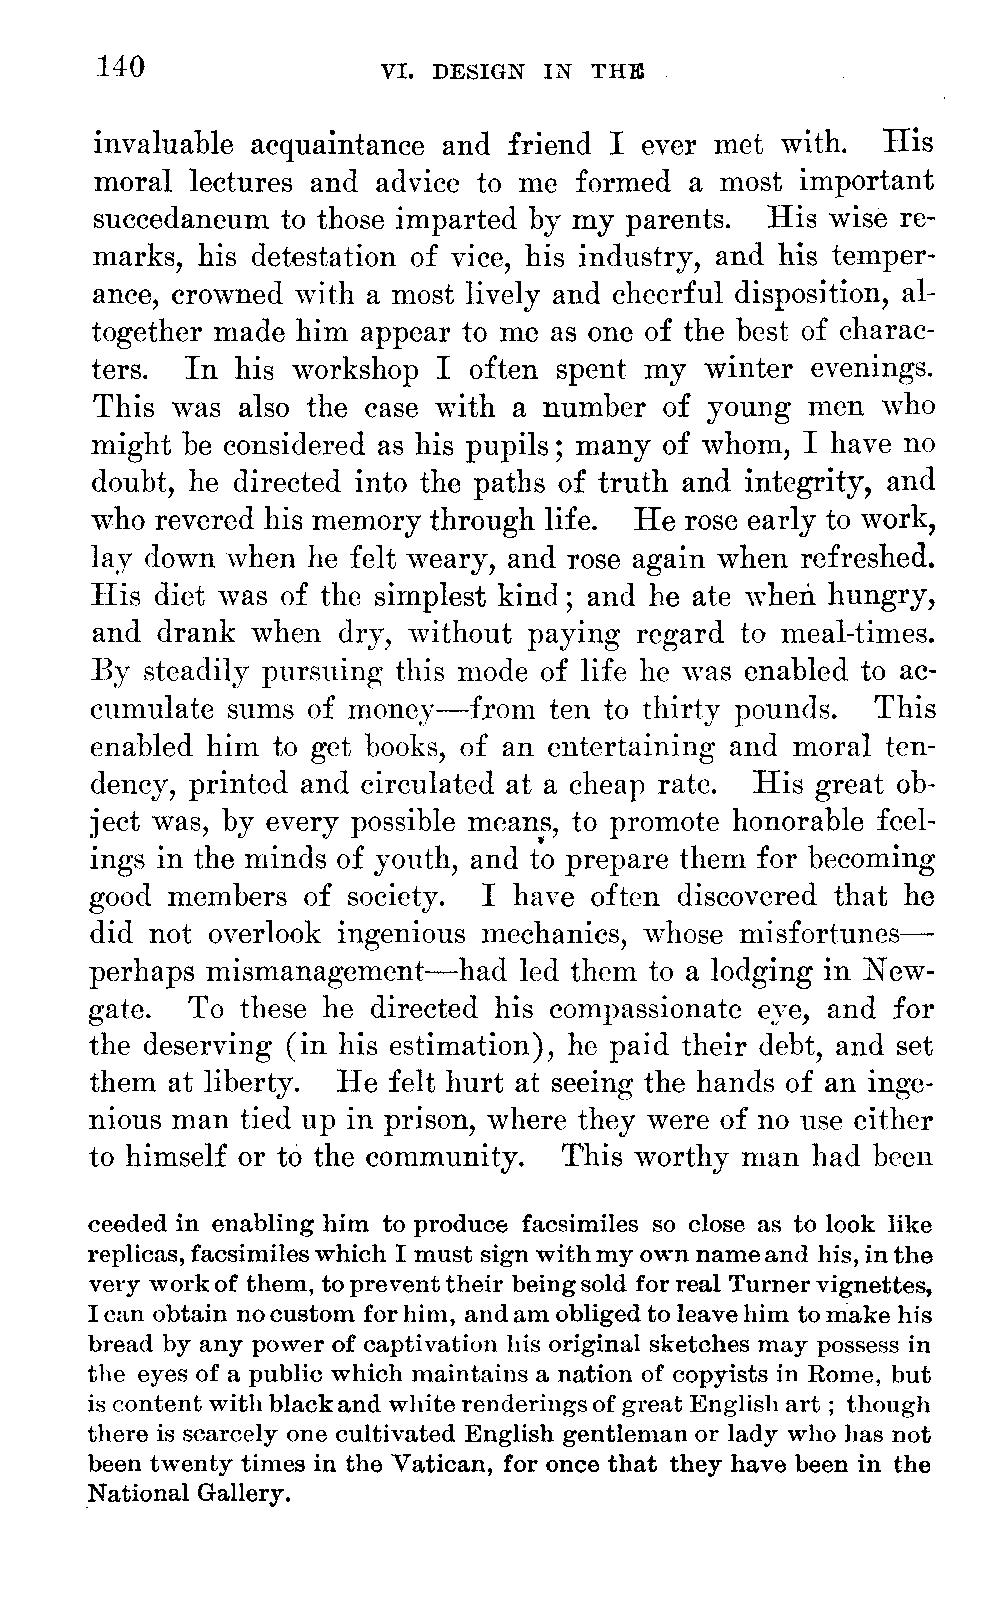 140 VI. DESIGN IN THE
invaluable acquaintance and friend I ever met with. His
moral lectures and advice to me formed a most important
succedaneum to those imparted by my parents. His wise re-
marks, his detestation of vice, his industry, and his temper-
ance, crowned with a most lively and cheerful disposition, al-
together made him appear to me as one of the best of charac-
ters. In his workshop I often spent my winter evenings.
This was also the case with a number of young men who
might be considered as his pupils; many of whom, I have no
doubt, he directed into the paths of truth and integrity, and
who revered his memory through life. He rose early to work,
lay down when he felt weary, and rose again when refreshed.
His diet was of the simplest kind; and he ate when hungry,
and drank when dry, without paying regard to meal-times.
By steadily pursuing this mode of life he was enabled to ac-
cumulate sums of money—from ten to thirty pounds. This
enabled him to get books, of an entertaining and moral ten-
dency, printed and circulated at a cheap rate. His great ob-
ject was, by every possible means, to promote honorable feel-
ings in the minds of youth, and to prepare them for becoming
good members of society. I have often discovered that he
did not overlook ingenious mechanics, whose misfortunes—
perhaps mismanagement—had led them to a lodging in New-
gate. To these he directed his compassionate eye, and for
the deserving (in his estimation), he paid their debt, and set
them at liberty. He felt hurt at seeing the hands of an inge-
nious man tied up in prison, where they were of no use either
to himself or to the community. This worthy man had been
ceeded in enabling him to produce facsimiles so close as to look like
replicas, facsimiles which I must sign with my own name and his, in the
very work of them, to prevent their being sold for real Turner vignettes,
I can obtain no custom for him, and am obliged to leave him to make his
bread by any power of captivation his original sketches may possess in
the eyes of a public which maintains a nation of copyists in Rome, but
is content with black and white renderings of great English art; though
there is scarcely one cultivated English gentleman or lady who has not
been twenty times in the Vatican, for once that they have been in the
National Gallery.